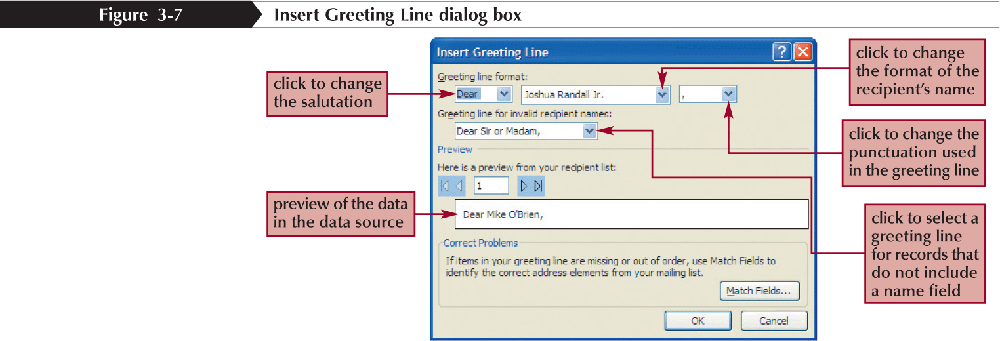 Figure 3-7
Insert Greeting Line dialog box
Insert Greeting Line
?
click to change
the format of the
recipient's name
click to change
the salutation
Greeting line format:
Dear
Joshua Randall Jr.
,
Greeting line for invalid recipient names:
Dear Sir or Madam,
click to change the
punctuation used
in the greeting line
Preview
Here is a preview from your recipient list:
1
preview of the data
in the data source
Dear Mike O'Brien,
click to select a
greeting line
for records that
do not include
a name field
Correct Problems
If items in your greeting line are missing or out of order, use Match Fields to
identify the correct address elements from your mailing list.
Match Fields...
OK
Cancel